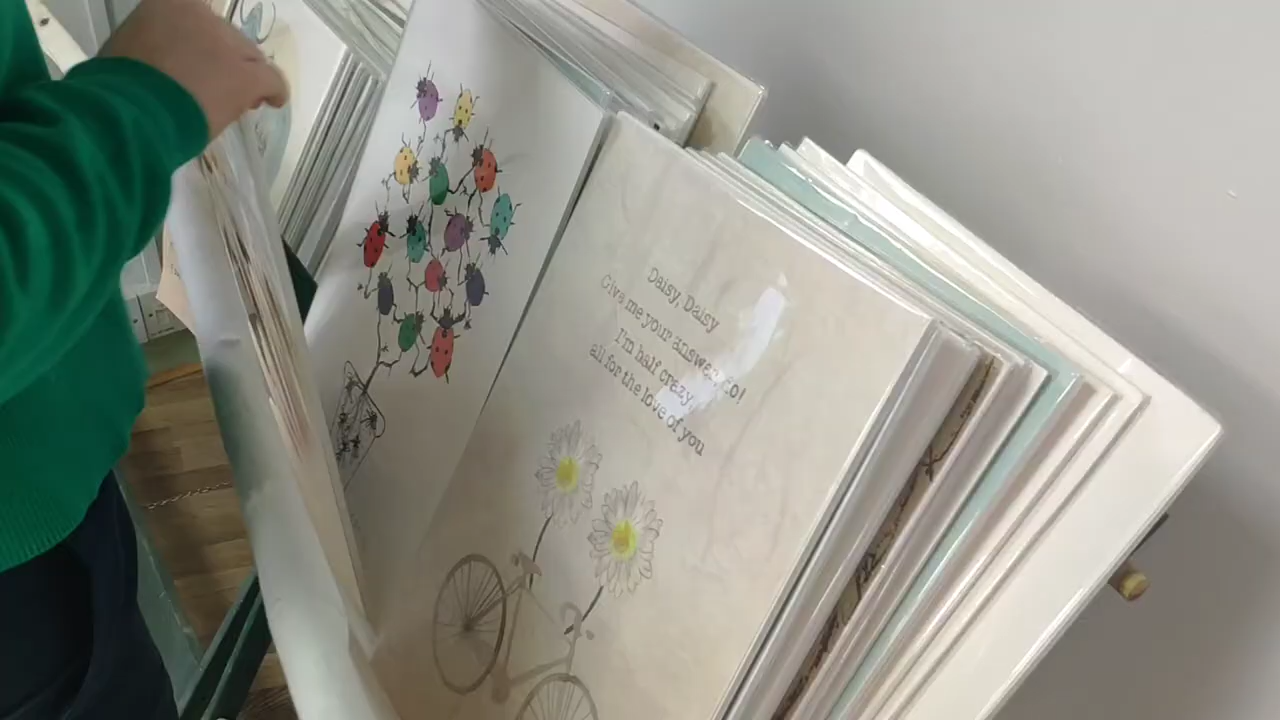 Daisy, Daisy
Give me your answer, do!
I'm half crazy,
all for the love of you